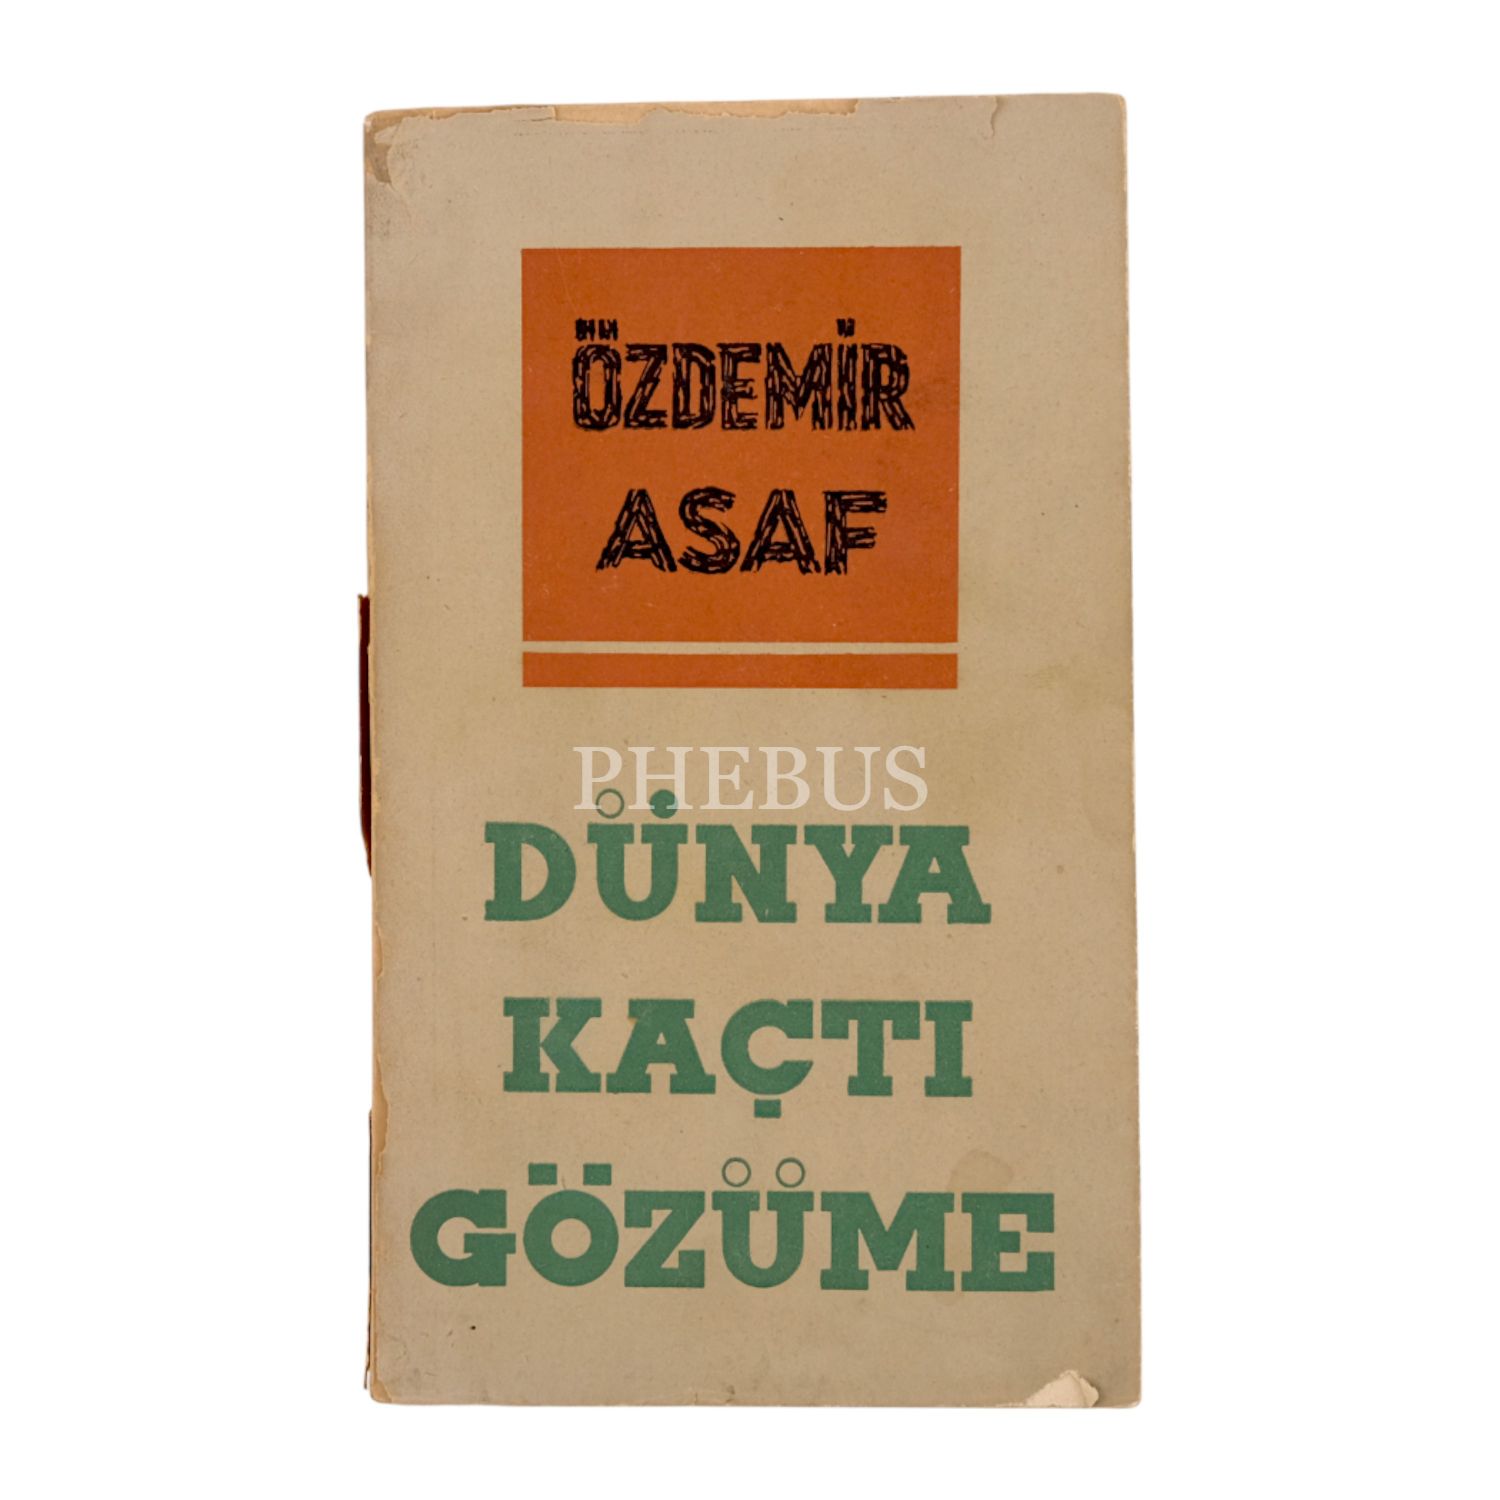 ÖZDEMİR
ASAF
PHEBUS
DÜNYA
KAÇTI
GÖZÜME